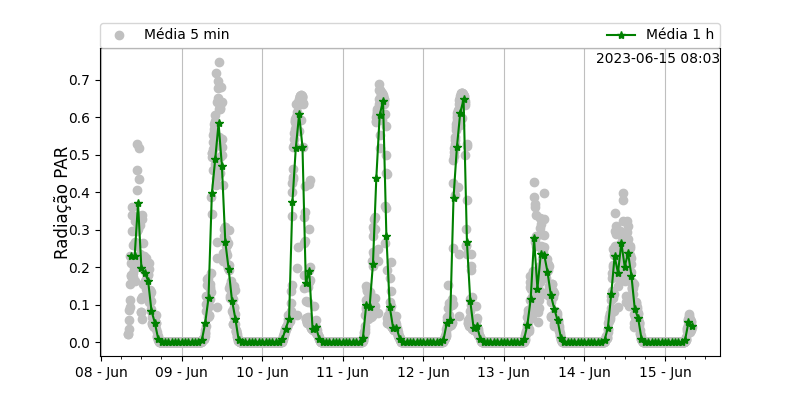 Média 5 min
Média 1 h
2023-06-15 08:03
Radiação PAR
0.7
0.6
0.5
0.4
0.3
0.2
0.1
0.0
08 - Jun
09 - Jun
10 - Jun
11 - Jun
12 - Jun
13 - Jun
14 - Jun
15 - Jun